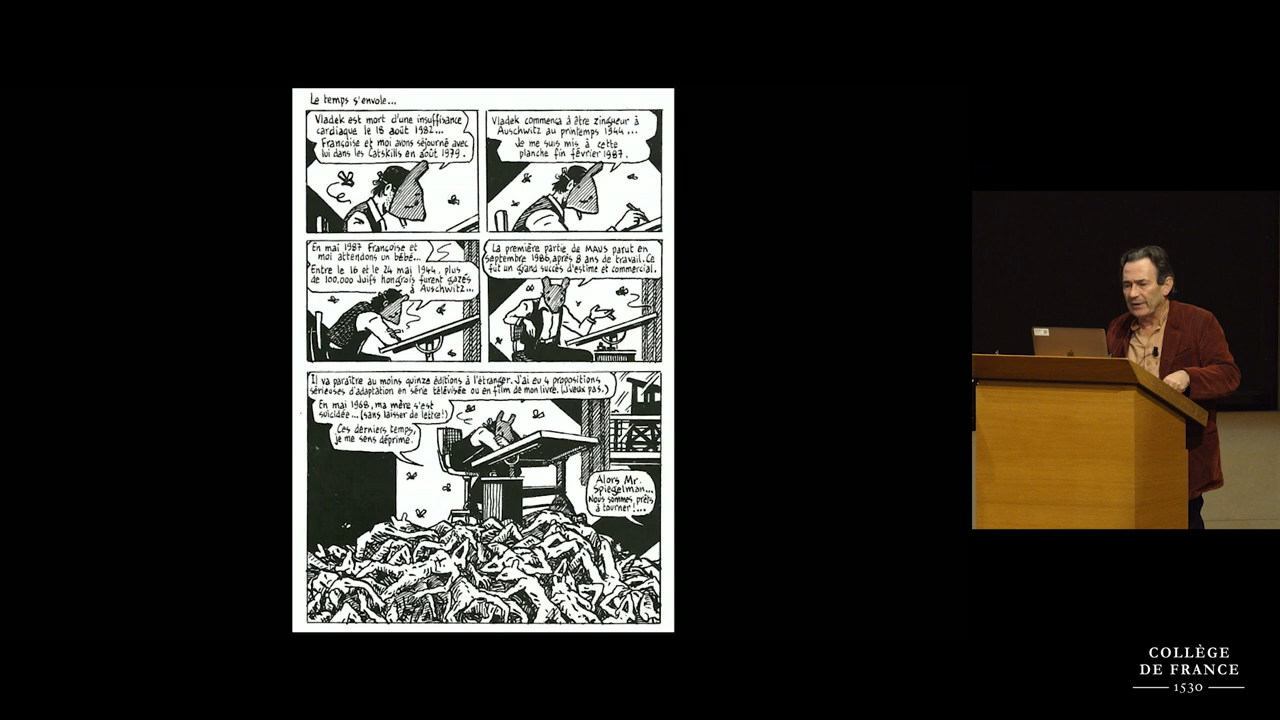 Le temps s'envole...
Vladek est mort d'une insuffisance
cardiaque le 18 août 1982...
Françoise et moi avons séjourné avec
lui dans les Catskills en août 1979.
Vladek commença à être zingueur à
Auschwitz au printemps 1944...
Je me suis mis à cette
planche fin février 1987.
En mai 1987 Françoise et
moi attendons un bébé...
Entre le 16 et le 24 mai 1944, plus
de 100,000 Juifs hongrois furent gazés
à Auschwitz...
La première partie de MAUS parut en
septembre 1986, après 8 ans de travail. Ce
fut un grand succès d'estime et commercial.
Il va paraître au moins quinze éditions à l'étranger. J'ai eu 4 propositions
sérieuses d'adaptation en série télévisée ou en film de mon livre. (J'veux pas.)
En mai 1968, ma mère s'est
suicidée... (sans laisser de lettre!)
Ces derniers temps,
je me sens déprimé.
Alors Mr.
Spiegelman...
Nous sommes prêts
à tourner!...
COLLÈGE
DE FRANCE
1530